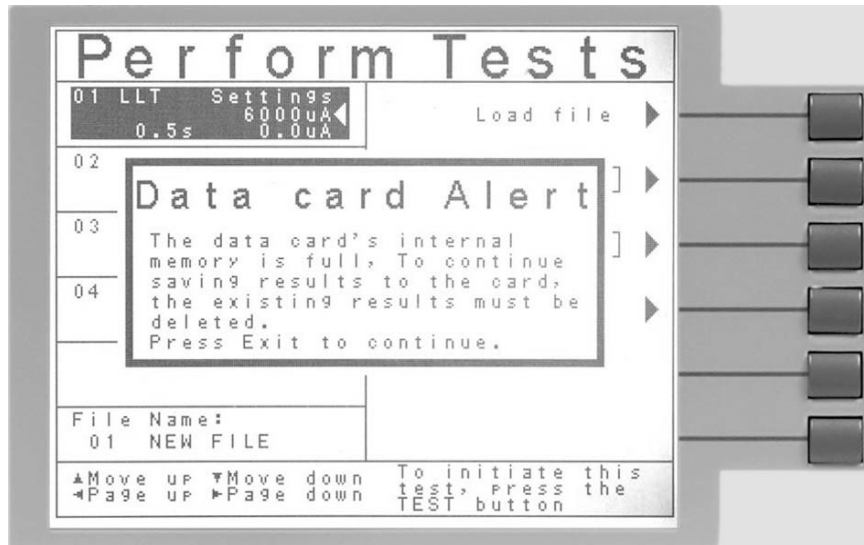 Perform Tests
01 LLT Settings
6000uA
0.5s 0.0uA
Load file
02
]
Data card Alert
03
]
The data card's internal
memory is full, To continue
saving results to the card,
04
the existing results must be
deleted.
Press Exit to continue.
File Name:
01 NEW FILE
▲Move up ▼Move down
◄Page up ►Page down
To initiate this
test, Press the
TEST button